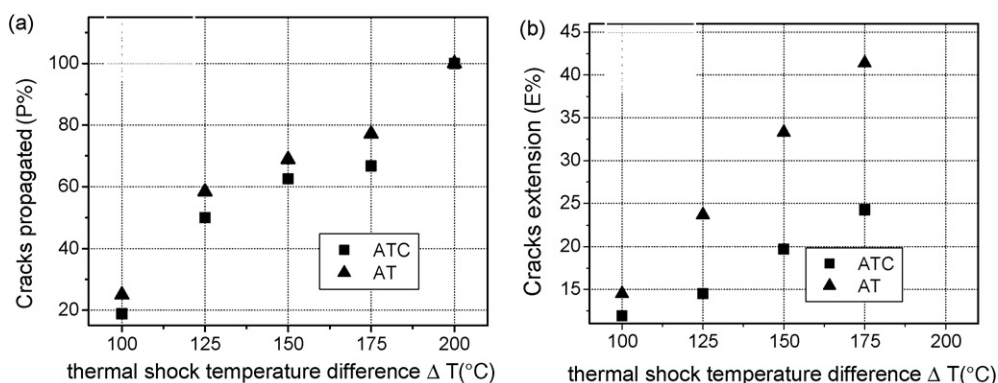 (a)
Cracks propagated (P%)
100
80
60
40
20
ATC
AT
100 125 150 175 200
thermal shock temperature difference Δ T(°C)
(b)
Cracks extension (E%)
45
40
35
30
25
20
15
ATC
AT
100 125 150 175 200
thermal shock temperature difference Δ T(°C)